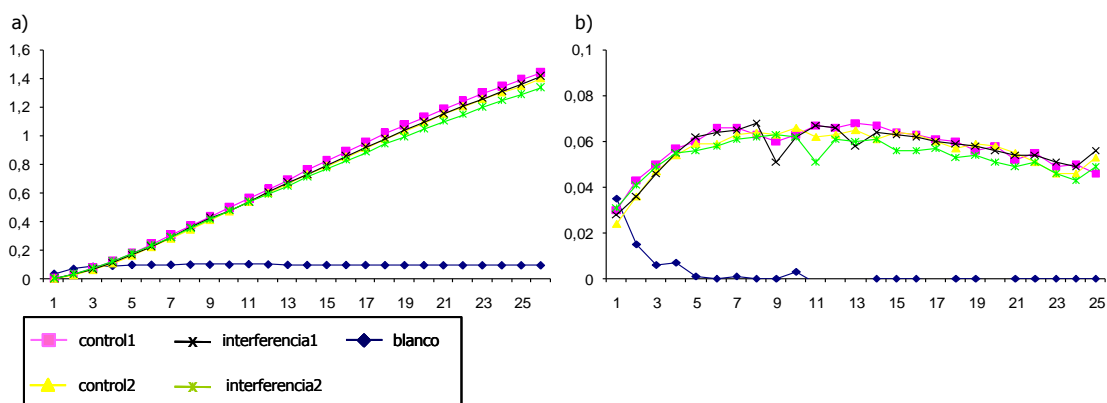 a)
1,6
1,4
1,2
1,0
0,8
0,6
0,4
0,2
0
1 3 5 7 9 11 13 15 17 19 21 23 25
b)
0,1
0,08
0,06
0,04
0,02
0
1 3 5 7 9 11 13 15 17 19 21 23 25
control1 interferencia1 blanco
control2 interferencia2